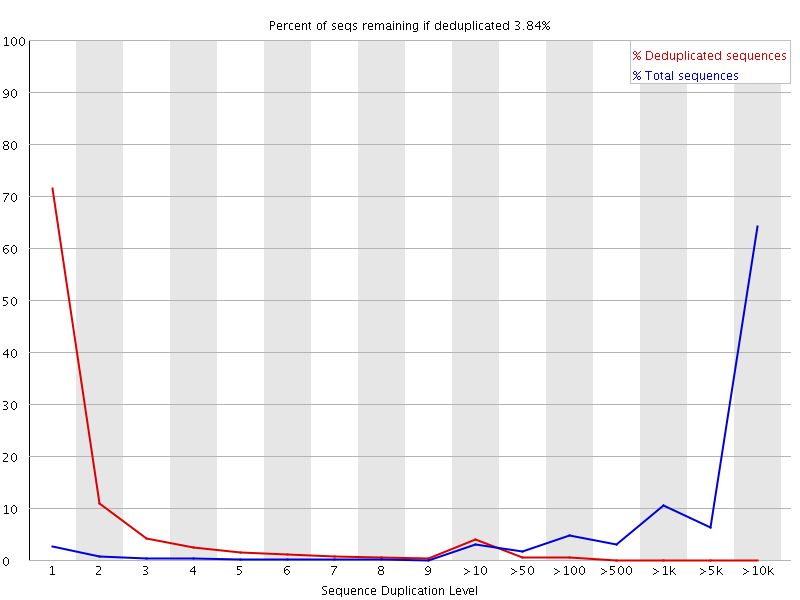 Percent of seqs remaining if deduplicated 3.84%
% Deduplicated sequences
% Total sequences
100
90
80
70
60
50
40
30
20
10
0
1 2 3 4 5 6 7 8 9 >10 >50 >100 >500 >1k >5k >10k
Sequence Duplication Level